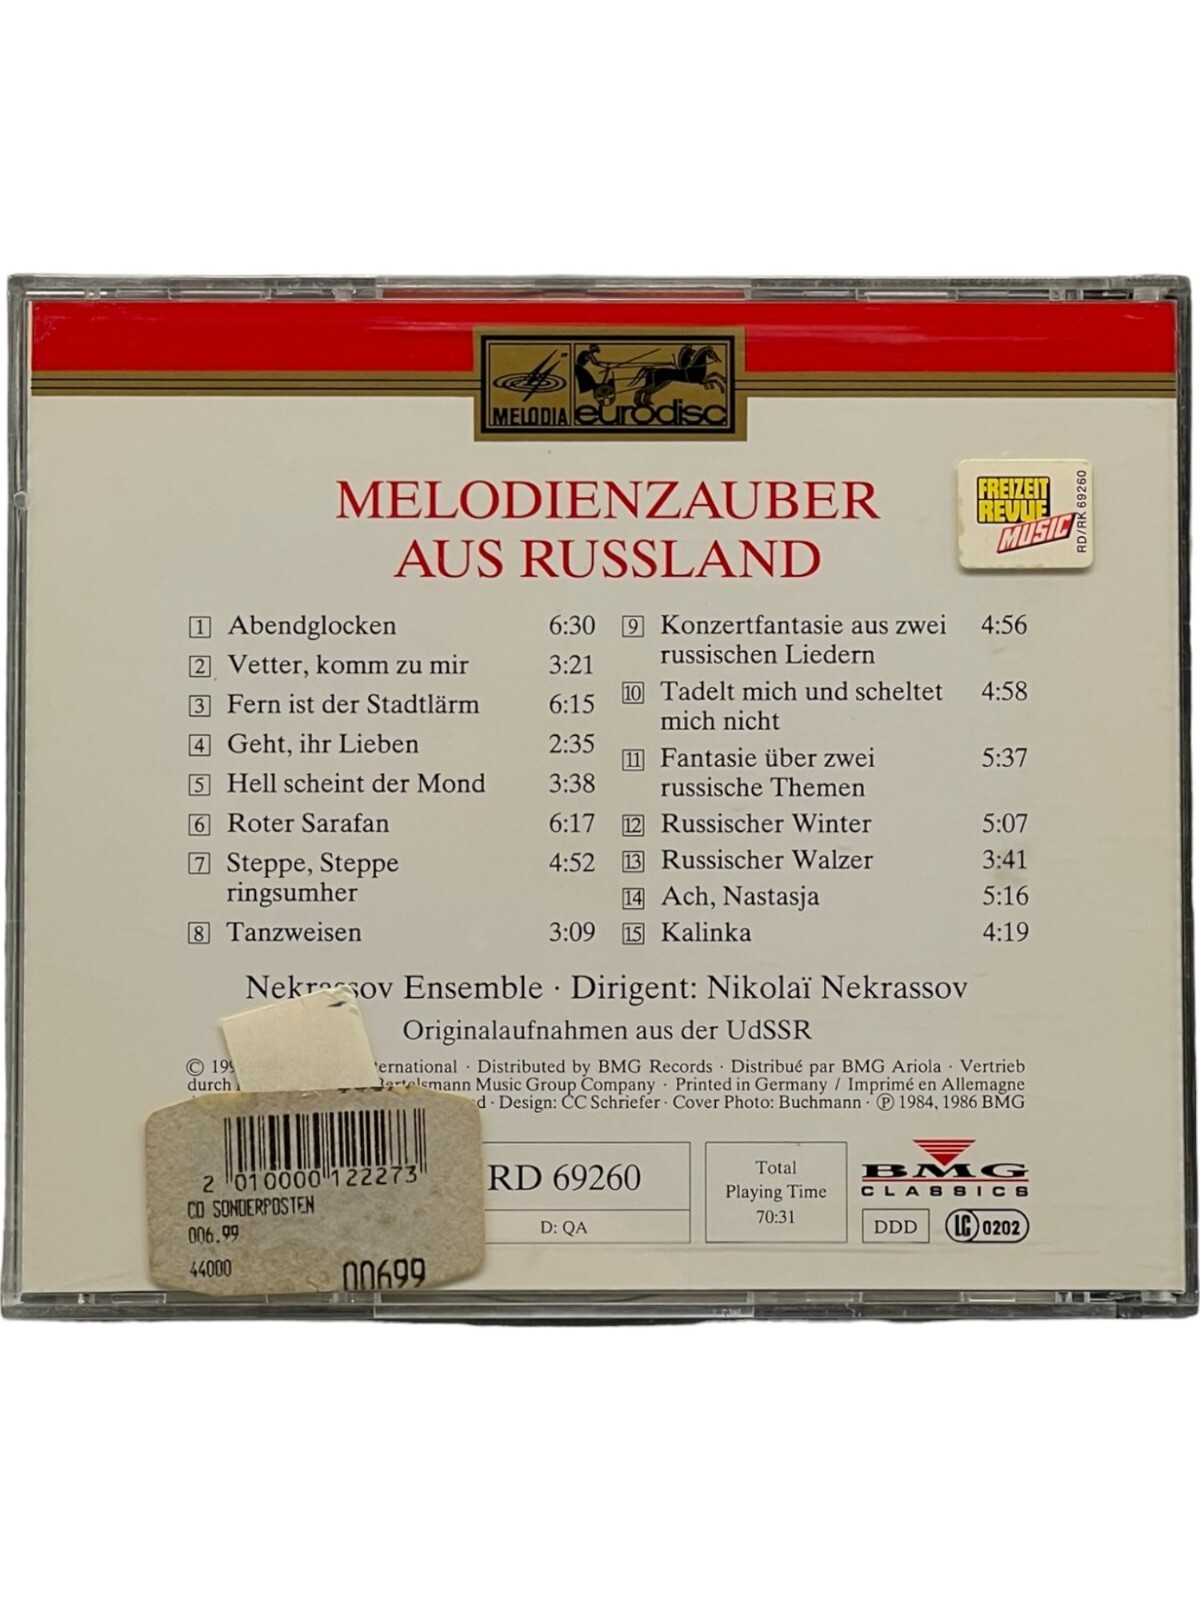 MELODIA eurodisc
MELODIENZAUBER
AUS RUSSLAND
FREIZEIT
REVUE
MUSIC
RD/RK 69260
1 Abendglocken 6:30
2 Vetter, komm zu mir 3:21
3 Fern ist der Stadtlärm 6:15
4 Geht, ihr Lieben 2:35
5 Hell scheint der Mond 3:38
6 Roter Sarafan 6:17
7 Steppe, Steppe 4:52
ringsumher
8 Tanzweisen 3:09
9 Konzertfantasie aus zwei 4:56
russischen Liedern
10 Tadelt mich und scheltet 4:58
mich nicht
11 Fantasie über zwei 5:37
russische Themen
12 Russischer Winter 5:07
13 Russischer Walzer 3:41
14 Ach, Nastasja 5:16
15 Kalinka 4:19
Nekrassov Ensemble · Dirigent: Nikolaï Nekrassov
Originalaufnahmen aus der UdSSR
© · Distributed by BMG Records · Distribué par BMG Ariola · Vertrieb
durch Bartelsmann Music Group Company · Printed in Germany / Imprimé en Allemagne
· Design: CC Schriefer · Cover Photo: Buchmann · ℗ 1984, 1986 BMG
2 010000 122273
CD SONDERPOSTEN
006.99
44000
00699
RD 69260
D: QA
Total
Playing Time
70:31
BMG
CLASSICS
DDD
LC 0202